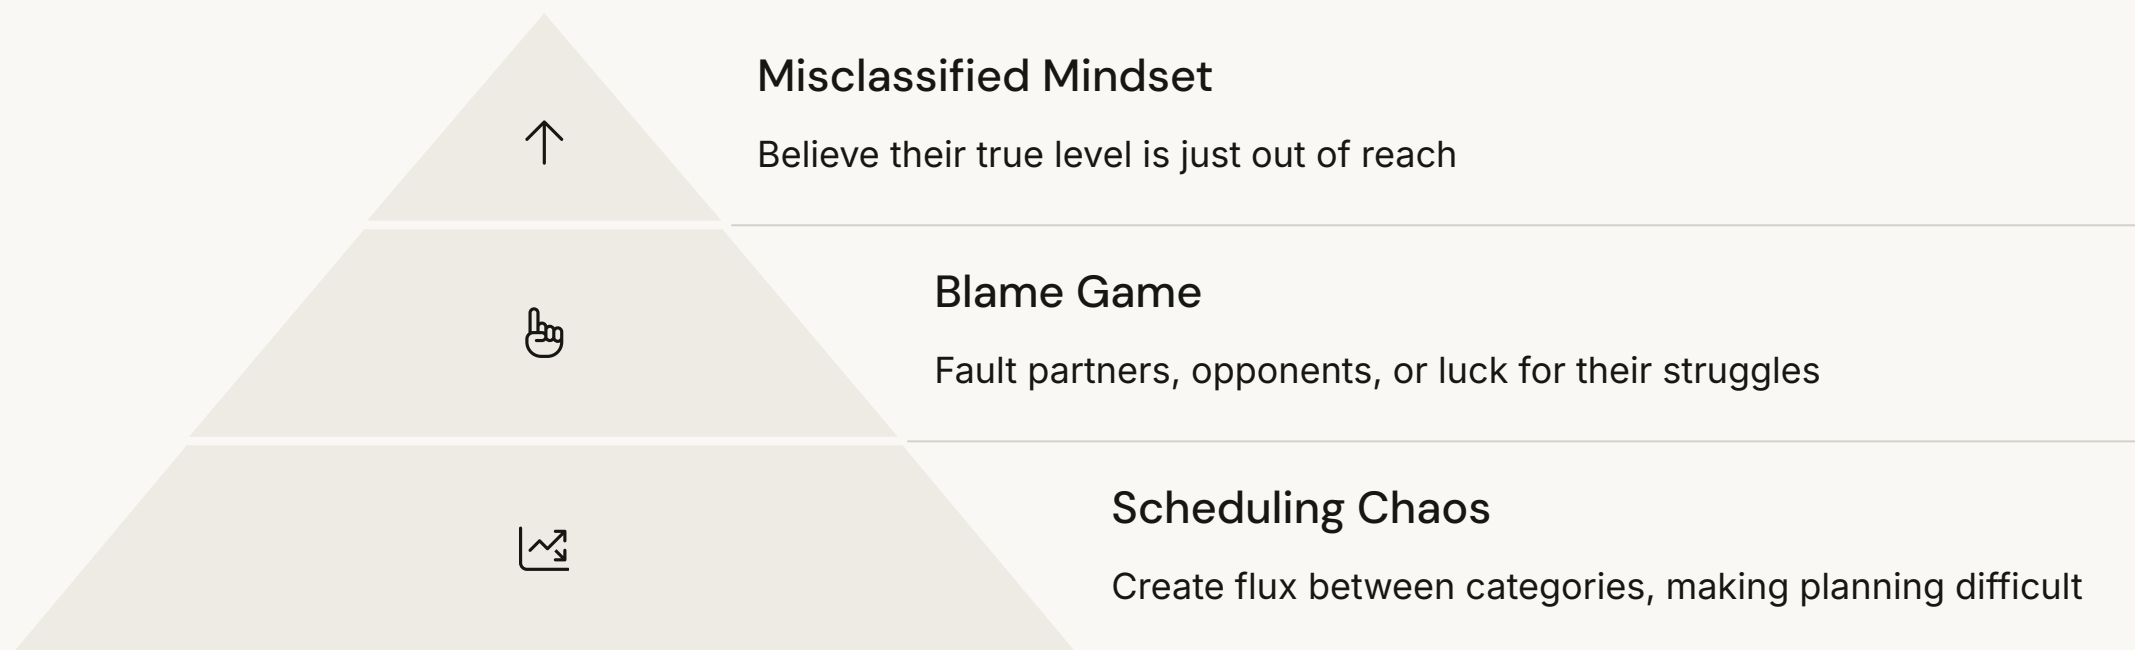 Misclassified Mindset
Believe their true level is just out of reach
Blame Game
Fault partners, opponents, or luck for their struggles
Scheduling Chaos
Create flux between categories, making planning difficult